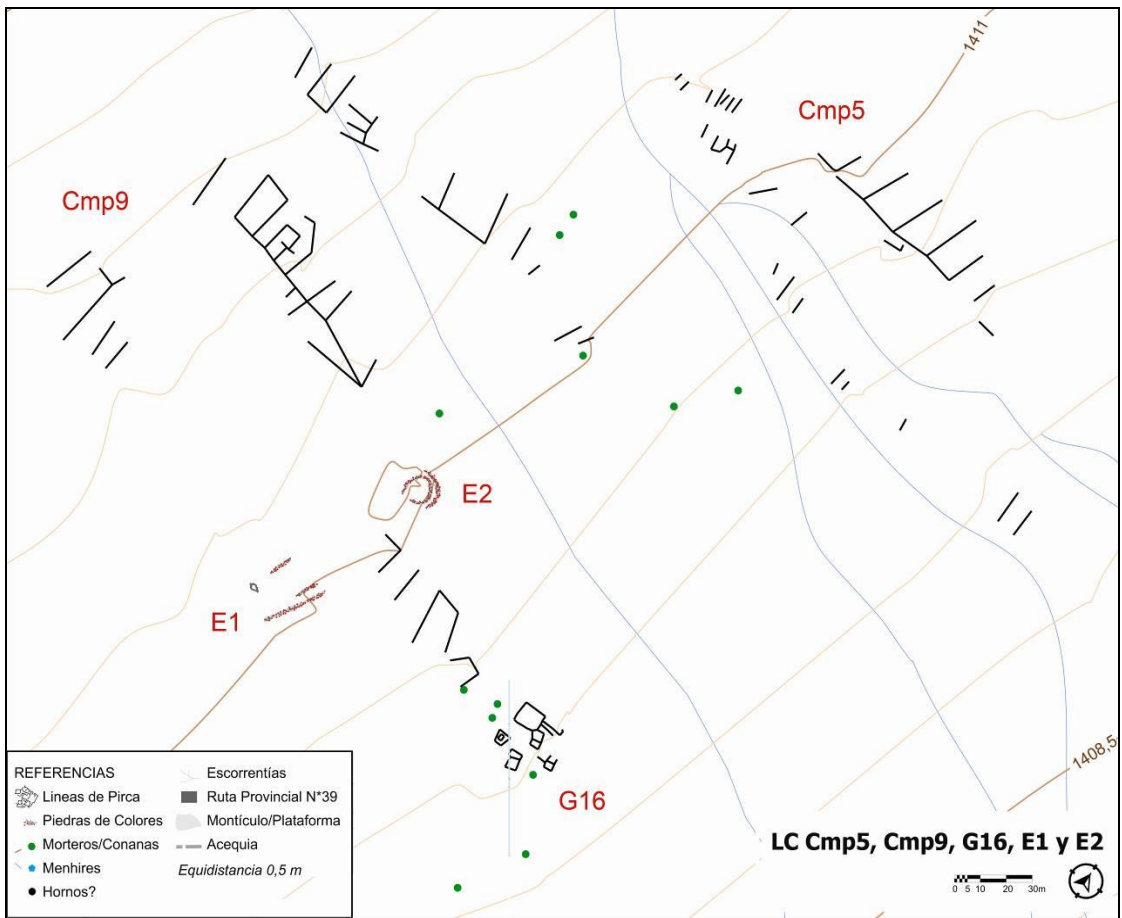 1411
Cmp5
Cmp9
E2
E1
1408,5
G16
REFERENCIAS
Lineas de Pirca
Piedras de Colores
Morteros/Conanas
Menhires
Hornos?
Escorrentías
Ruta Provincial N*39
Montículo/Plataforma
Acequia
Equidistancia 0,5 m
LC Cmp5, Cmp9, G16, E1 y E2
0 5 10 20 30m